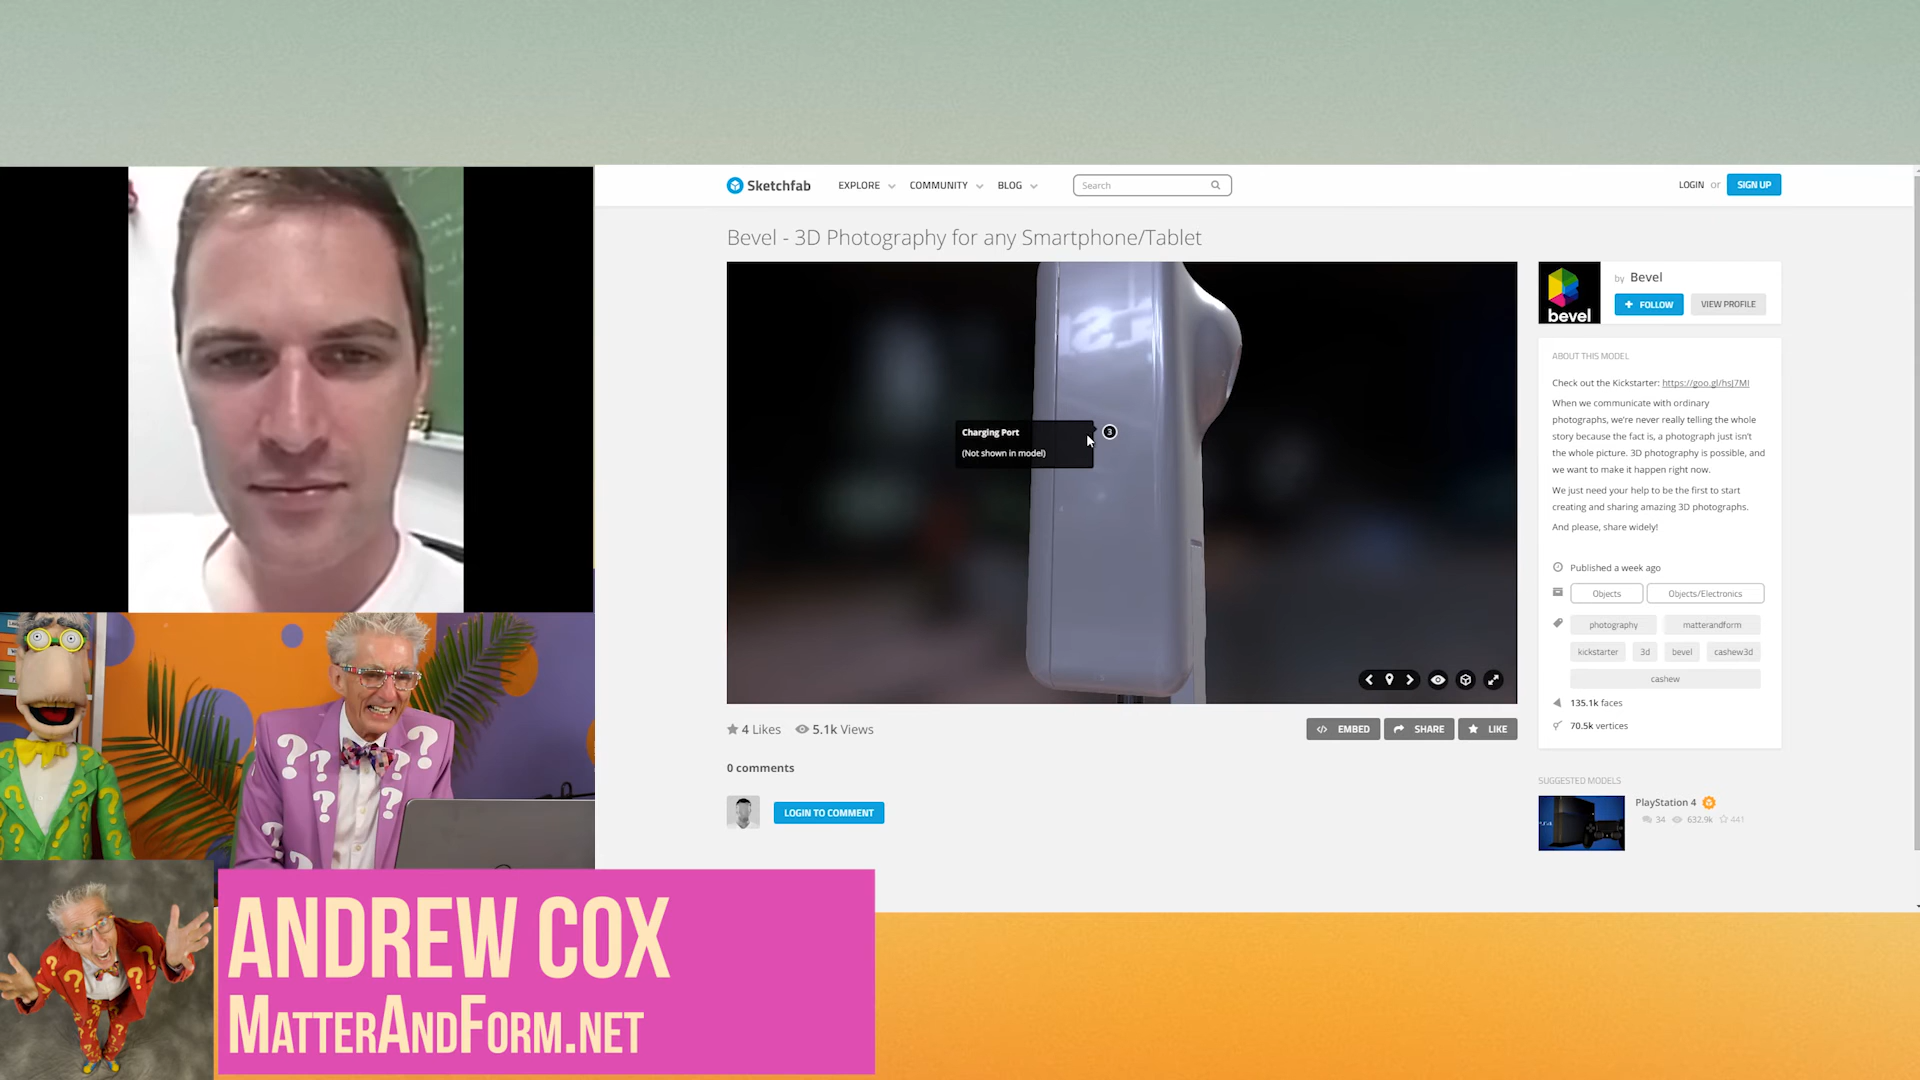 Sketchfab
EXPLORE
COMMUNITY
BLOG
Search
LOGIN or SIGN UP
Bevel - 3D Photography for any Smartphone/Tablet
Charging Port
3
(Not shown in model)
4 Likes
5.1k Views
EMBED
SHARE
LIKE
0 comments
LOGIN TO COMMENT
bevel
by Bevel
+ FOLLOW
VIEW PROFILE
ABOUT THIS MODEL
Check out the Kickstarter: https://goo.gl/hsJ7MI
When we communicate with ordinary
photographs, we're never really telling the whole
story because the fact is, a photograph just isn't
the whole picture. 3D photography is possible, and
we want to make it happen right now.
We just need your help to be the first to start
creating and sharing amazing 3D photographs.
And please, share widely!
Published a week ago
Objects
Objects/Electronics
photography
matterandform
kickstarter
3d
bevel
cashew3d
cashew
135.1k faces
70.5k vertices
SUGGESTED MODELS
PlayStation 4
34
632.9k
441
ANDREW COX
MATTERANDFORM.NET